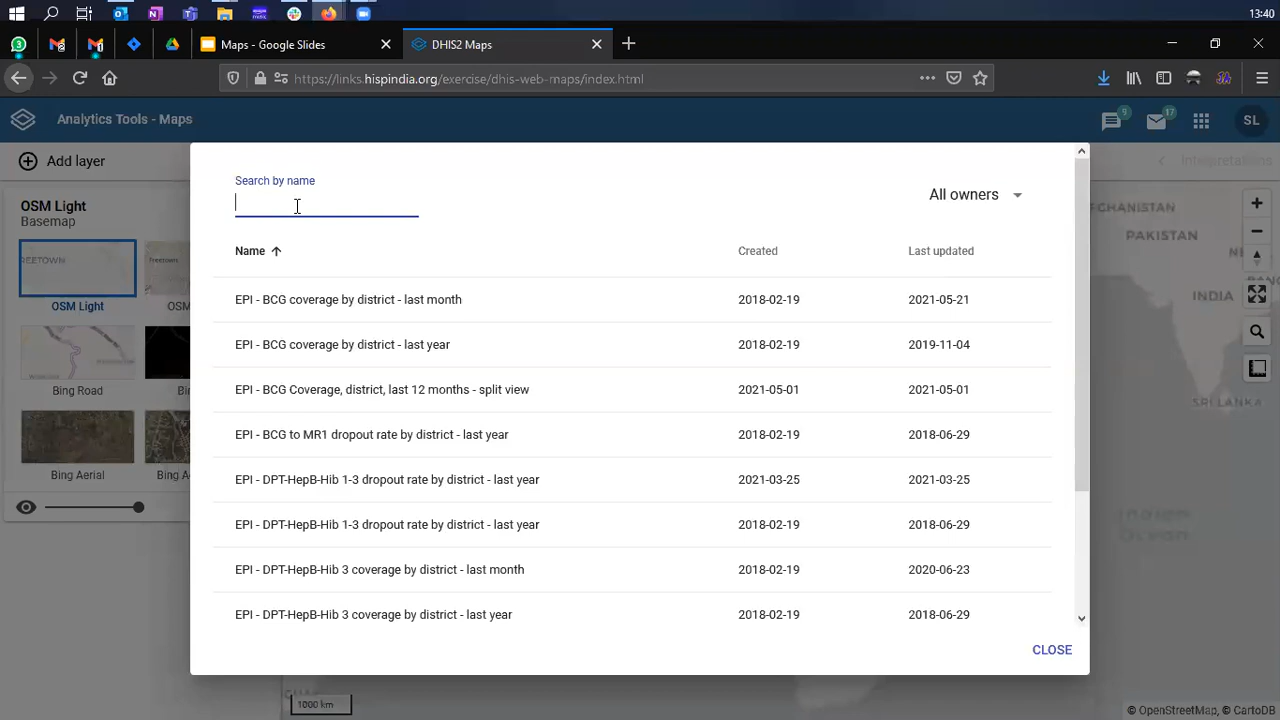 13:40
Maps - Google Slides
DHIS2 Maps
https://links.hispindia.org/exercise/dhis-web-maps/index.html
Analytics Tools - Maps
9
17
SL
Add layer
Interpretations
OSM Light
Basemap
FREETOWN
Freetown
OSM Light
OSM
Bing Road
Bin
Bing Aerial
Bing A
Search by name
All owners
Name
Created
Last updated
EPI - BCG coverage by district - last month
2018-02-19
2021-05-21
EPI - BCG coverage by district - last year
2018-02-19
2019-11-04
EPI - BCG Coverage, district, last 12 months - split view
2021-05-01
2021-05-01
EPI - BCG to MR1 dropout rate by district - last year
2018-02-19
2018-06-29
EPI - DPT-HepB-Hib 1-3 dropout rate by district - last year
2021-03-25
2021-03-25
EPI - DPT-HepB-Hib 1-3 dropout rate by district - last year
2018-02-19
2018-06-29
EPI - DPT-HepB-Hib 3 coverage by district - last month
2018-02-19
2020-06-23
EPI - DPT-HepB-Hib 3 coverage by district - last year
2018-02-19
2018-06-29
CLOSE
GHANISTAN
PAKISTAN
INDIA
SRI LANKA
1000 km
© OpenStreetMap, © CartoDB